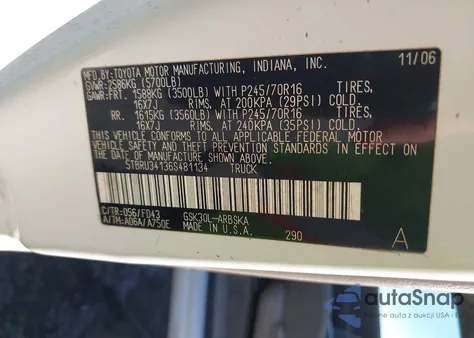 MFD.BY: TOYOTA MOTOR MANUFACTURING, INDIANA, INC. 11/06
GVWR: 2586KG (5700LB)
GAWR: FRT. 1588KG (3500LB) WITH P245/70R16 TIRES,
16X7J RIMS, AT 200KPA (29PSI) COLD.
RR. 1615KG (3560LB) WITH P245/70R16 TIRES,
16X7J RIMS, AT 240KPA (35PSI) COLD.
THIS VEHICLE CONFORMS TO ALL APPLICABLE FEDERAL MOTOR
VEHICLE SAFETY AND THEFT PREVENTION STANDARDS
IN EFFECT ON THE DATE OF MANUFACTURE SHOWN ABOVE.
5TBRU34136S481134 TRUCK
C/TR: 056/FD43 GSK30L-ARBSKA
A/TM: A06A/A750E MADE IN U.S.A. 290 A
autoSnap